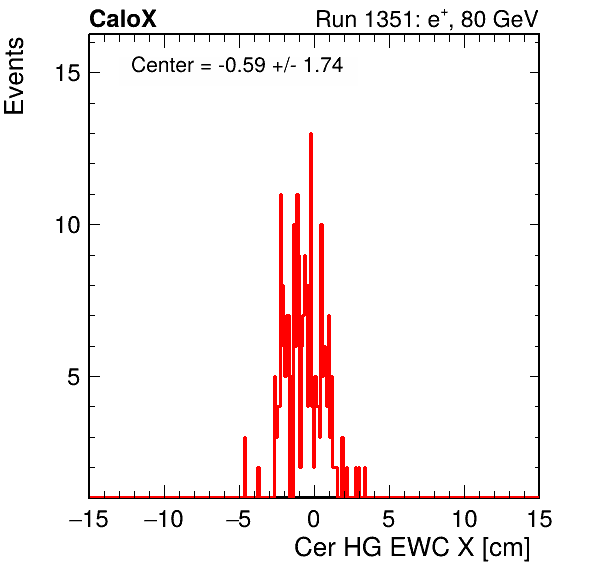 CaloX Run 1351: e⁺, 80 GeV
Events
Center = -0.59 +/- 1.74
15
10
5
−15 −10 −5 0 5 10 15
Cer HG EWC X [cm]